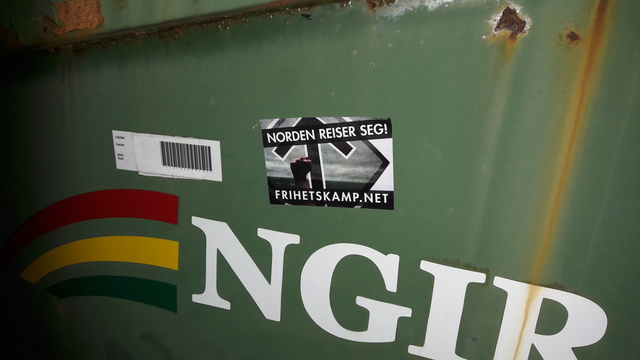 NORDEN REISER SEG!
FRIHETSKAMP.NET
NGIR